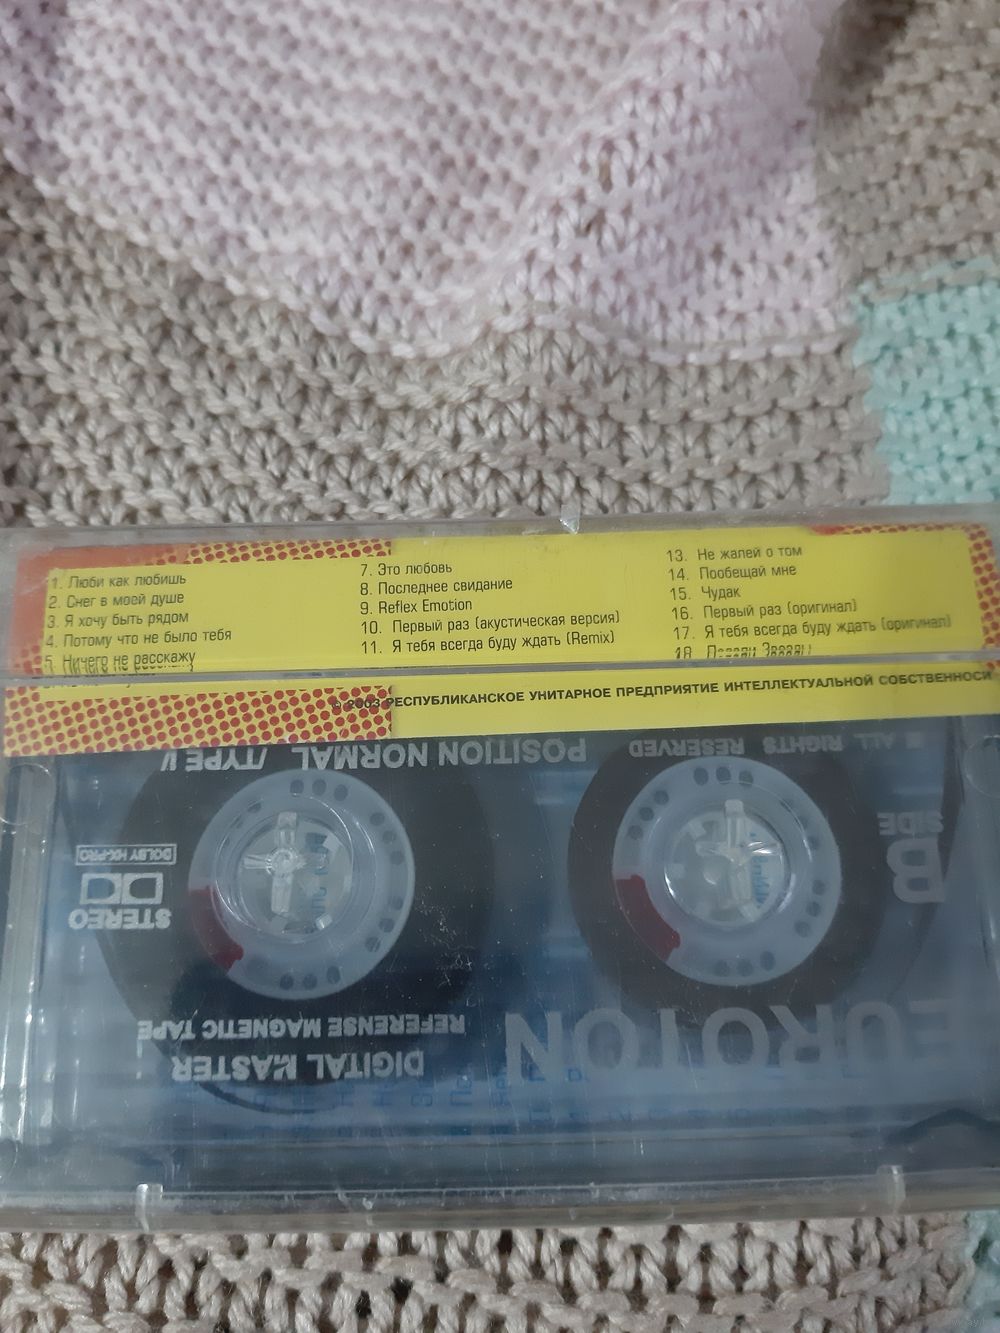 1. Люби как любишь
2. Снег в моей душе
3. Я хочу быть рядом
4. Потому что не было тебя
5. Ничего не расскажу
7. Это любовь
8. Последнее свидание
9. Reflex Emotion
10. Первый раз (акустическая версия)
11. Я тебя всегда буду ждать (Remix)
13. Не жалей о том
14. Пообещай мне
15. Чудак
16. Первый раз (оригинал)
17. Я тебя всегда буду ждать (оригинал)
18.
© 2003 РЕСПУБЛИКАНСКОЕ УНИТАРНОЕ ПРЕДПРИЯТИЕ ИНТЕЛЛЕКТУАЛЬНОЙ СОБСТВЕННОСИ
ALL RIGHTS RESERVED
POSITION NORMAL /TYPE
SIDE
B
DOLBY HX-PRO
STEREO
EUROTON
REFERENSE MAGNETIC TAPE
DIGITAL MASTER